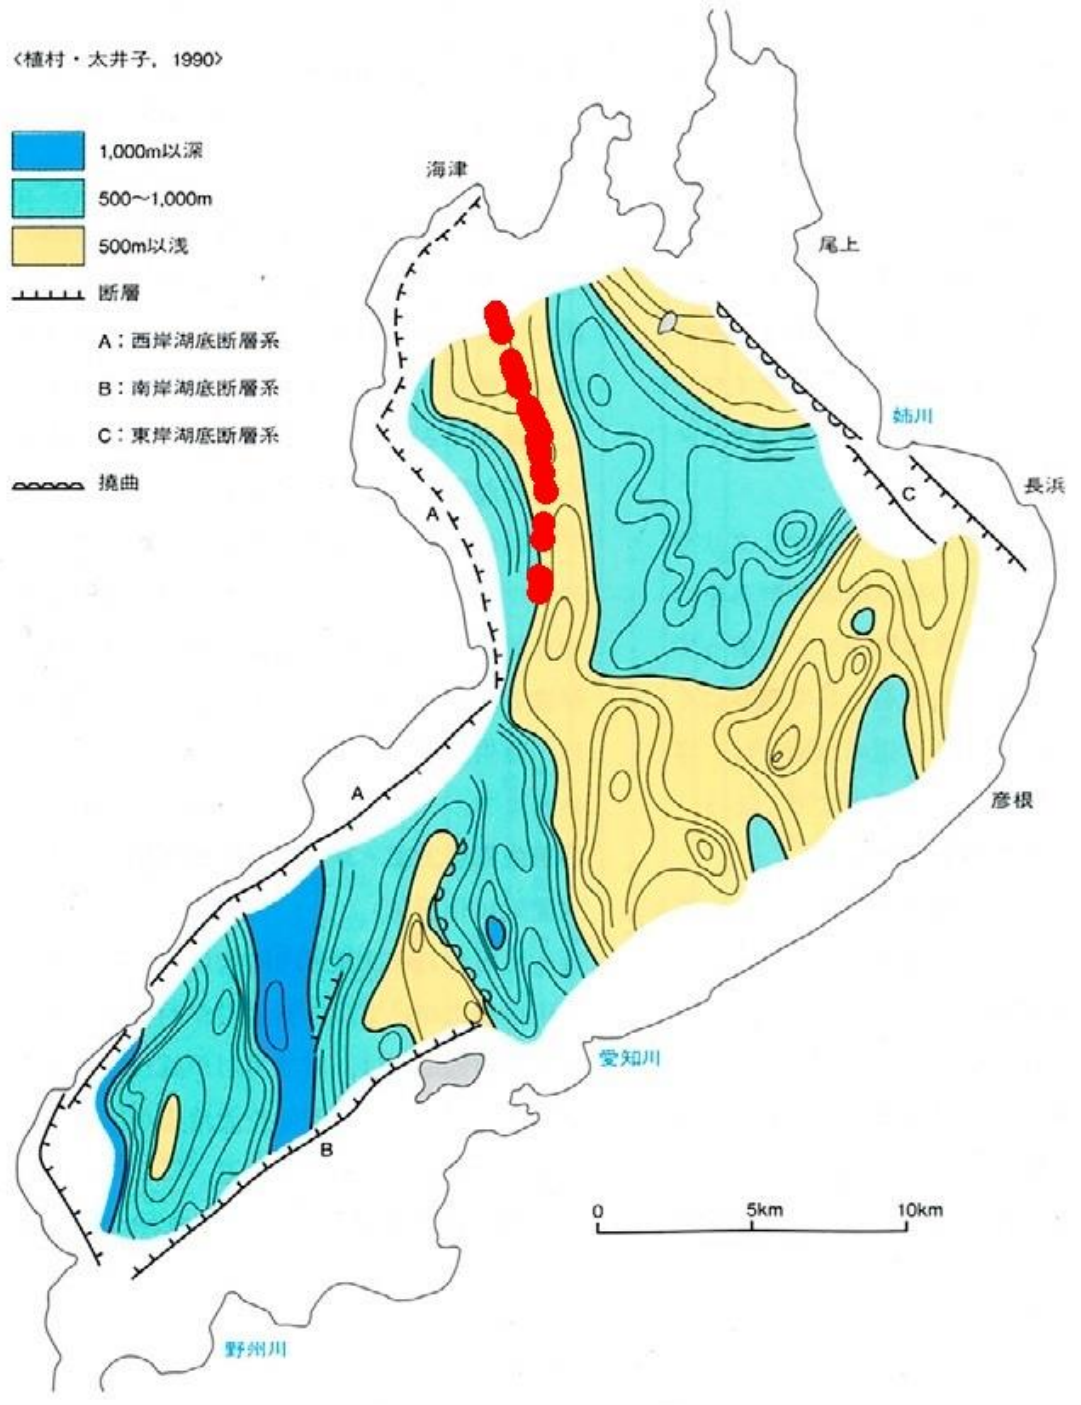 〈植村・太井子，1990〉
1,000m以深
500〜1,000m
500m以浅
断層
A：西岸湖底断層系
B：南岸湖底断層系
C：東岸湖底断層系
撓曲
海津
尾上
姉川
長浜
C
A
A
彦根
愛知川
B
0 5km 10km
野州川